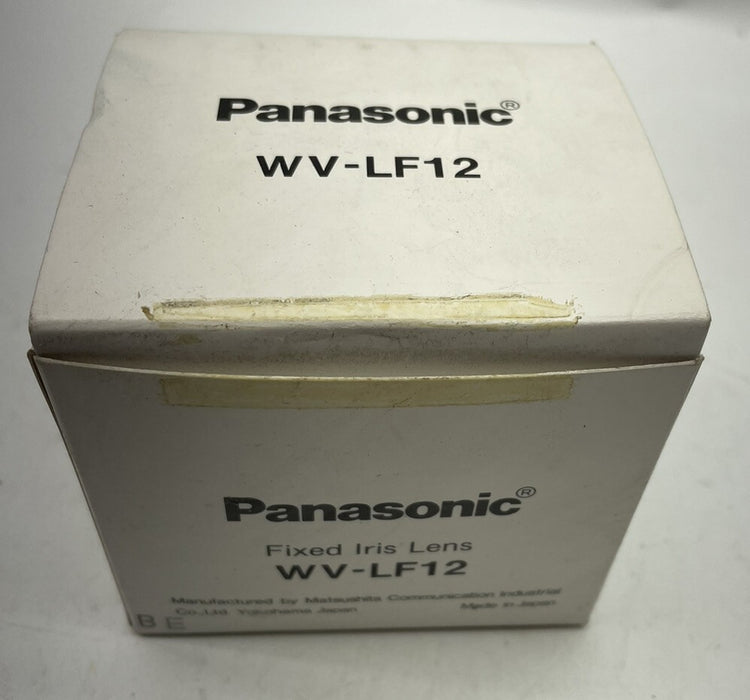 Panasonic®
WV-LF12
Panasonic®
Fixed Iris Lens
WV-LF12
Manufactured by Matsushita Communication Industrial
Co., Ltd. Yokohama Japan Made in Japan
B E